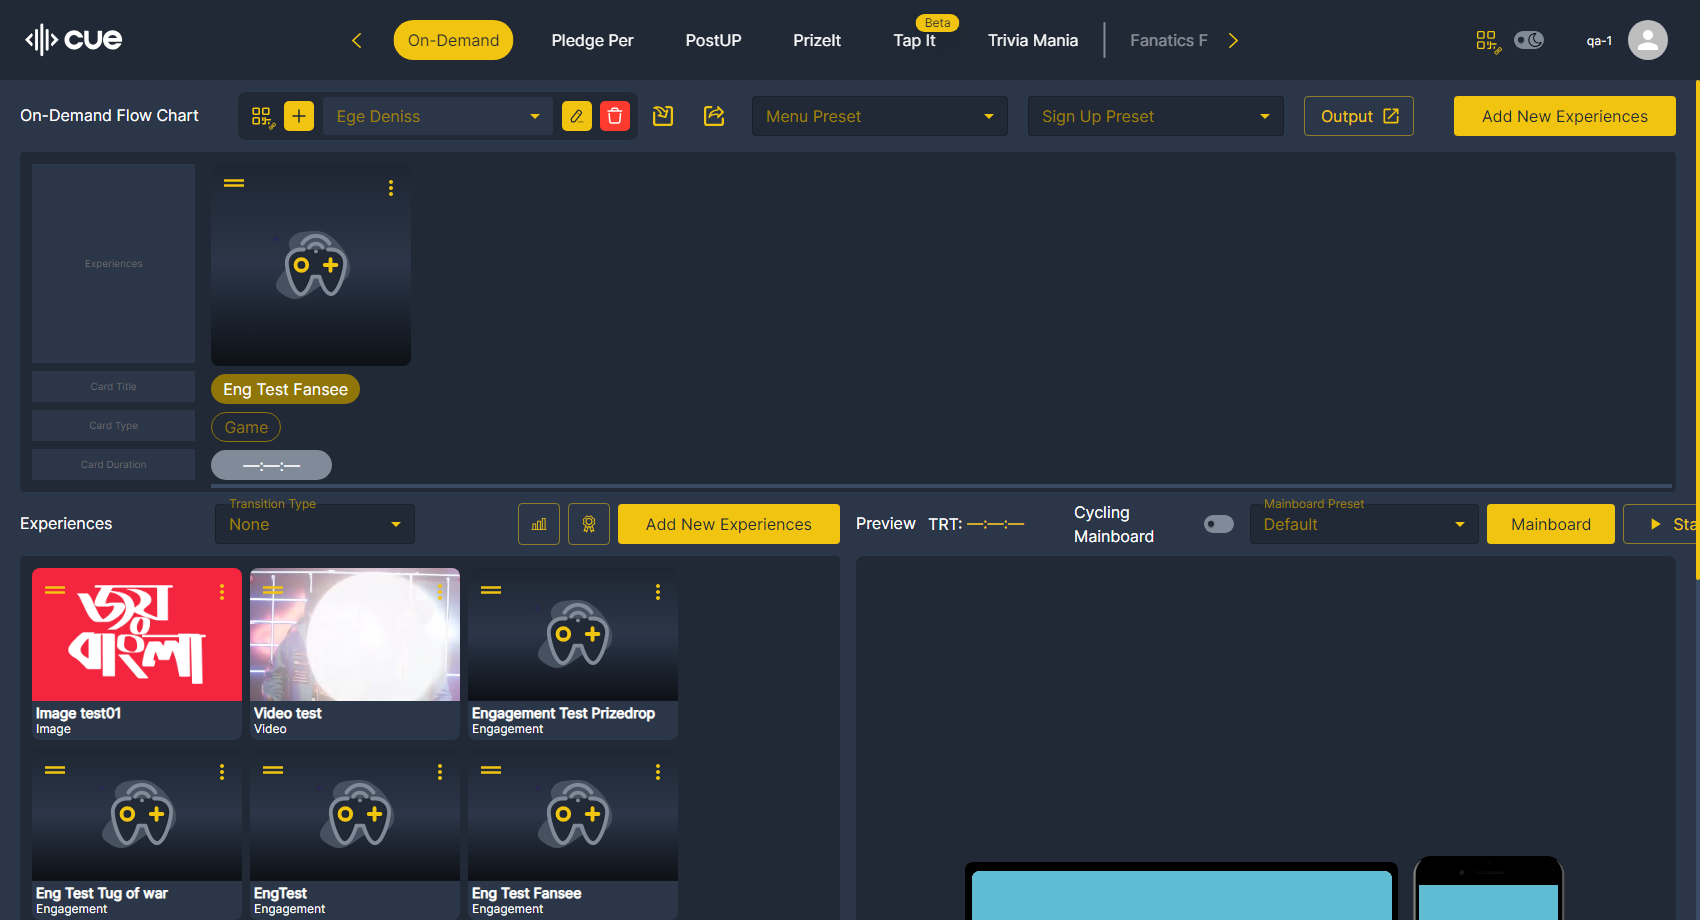 cue
On-Demand
Pledge Per
PostUP
PrizeIt
Tap It
Beta
Trivia Mania
Fanatics F
qa-1
On-Demand Flow Chart
Ege Deniss
Menu Preset
Sign Up Preset
Output
Add New Experiences
Experiences
Card Title
Card Type
Card Duration
Eng Test Fansee
Game
—:—:—
Experiences
Transition Type
None
Add New Experiences
Preview
TRT: —:—:—
Cycling
Mainboard
Mainboard Preset
Default
Mainboard
Sta
জয়
বাংলা
Image test01
Image
Video test
Video
Engagement Test Prizedrop
Engagement
Eng Test Tug of war
Engagement
EngTest
Engagement
Eng Test Fansee
Engagement